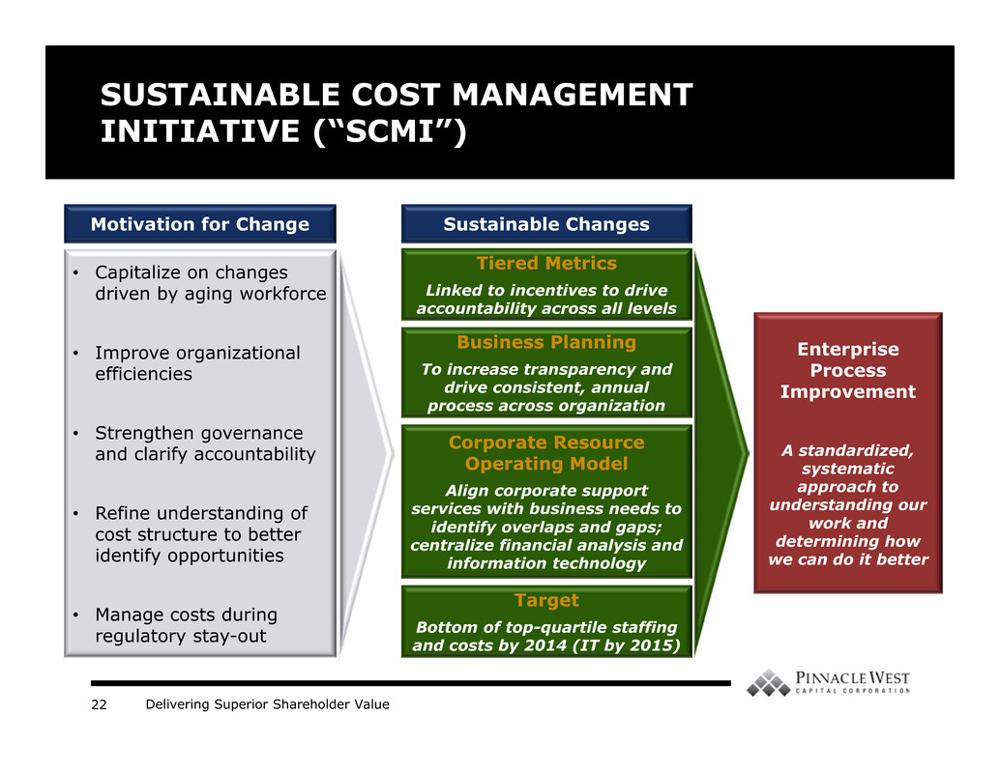 SUSTAINABLE COST MANAGEMENT
INITIATIVE (“SCMI”)
Motivation for Change
• Capitalize on changes
driven by aging workforce
• Improve organizational
efficiencies
• Strengthen governance
and clarify accountability
• Refine understanding of
cost structure to better
identify opportunities
• Manage costs during
regulatory stay-out
Sustainable Changes
Tiered Metrics
Linked to incentives to drive
accountability across all levels
Business Planning
To increase transparency and
drive consistent, annual
process across organization
Corporate Resource
Operating Model
Align corporate support
services with business needs to
identify overlaps and gaps;
centralize financial analysis and
information technology
Target
Bottom of top-quartile staffing
and costs by 2014 (IT by 2015)
Enterprise
Process
Improvement
A standardized,
systematic
approach to
understanding our
work and
determining how
we can do it better
PINNACLE WEST
CAPITAL CORPORATION
22 Delivering Superior Shareholder Value